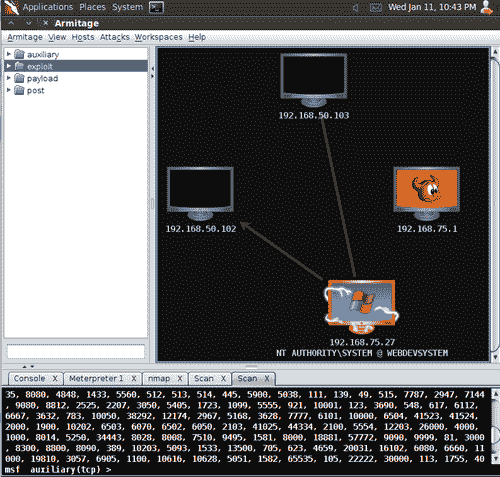 Applications Places System Wed Jan 11, 10:43 PM
Armitage
Armitage View Hosts Attacks Workspaces Help
auxiliary
exploit
payload
post
192.168.50.103
192.168.50.102
192.168.75.1
192.168.75.27
NT AUTHORITY\SYSTEM @ WEBDEVSYSTEM
Console X Meterpreter 1 X nmap X Scan X Scan X
35, 8080, 4848, 1433, 5560, 512, 513, 514, 445, 5900, 5038, 111, 139, 49, 515, 7787, 2947, 7144
, 9080, 8812, 2525, 2207, 3050, 5405, 1723, 1099, 5555, 921, 10001, 123, 3690, 548, 617, 6112,
6667, 3632, 783, 10050, 38292, 12174, 2967, 5168, 3628, 7777, 6101, 10000, 6504, 41523, 41524,
2000, 1900, 10202, 6503, 6070, 6502, 6050, 2103, 41025, 44334, 2100, 5554, 12203, 26000, 4000,
1000, 8014, 5250, 34443, 8028, 8008, 7510, 9495, 1581, 8000, 18881, 57772, 9090, 9999, 81, 3000
, 8300, 8800, 8090, 389, 10203, 5093, 1533, 13500, 705, 623, 4659, 20031, 16102, 6080, 6660, 11
000, 19810, 3057, 6905, 1100, 10616, 10628, 5051, 1582, 65535, 105, 22222, 30000, 113, 1755, 40
msf auxiliary(tcp) >